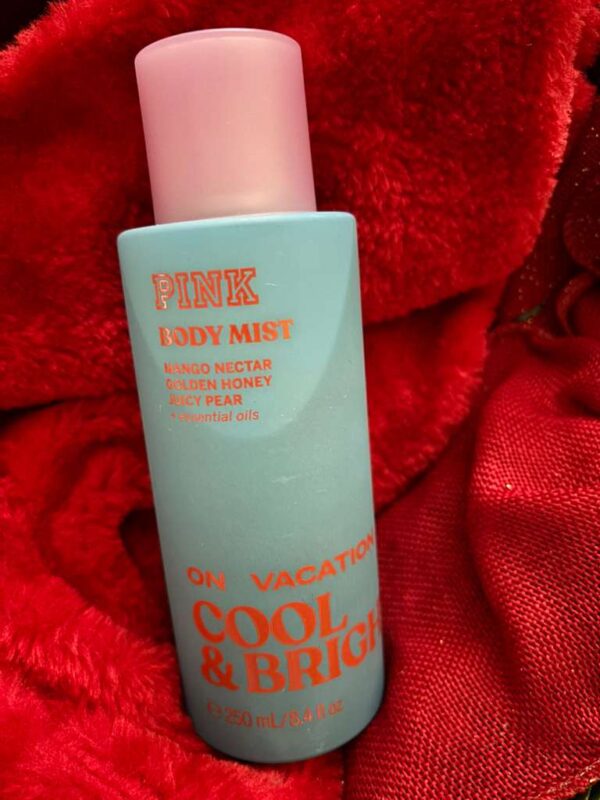 PINK
BODY MIST
MANGO NECTAR
GOLDEN HONEY
JUICY PEAR
+ essential oils
ON VACATION
COOL
& BRIGH
℮ 250 mL/8.4 fl oz